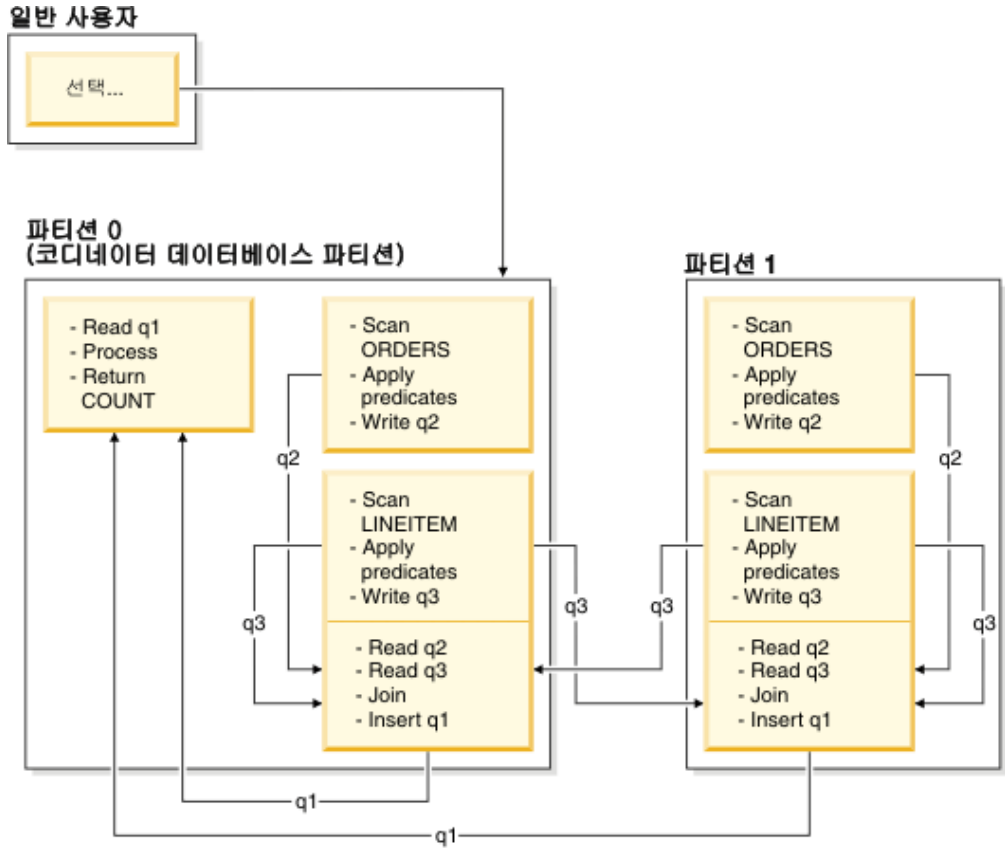 일반 사용자
선택...
파티션 0
(코디네이터 데이터베이스 파티션)
- Read q1
- Process
- Return
COUNT
- Scan
ORDERS
- Apply
predicates
- Write q2
q2
- Scan
LINEITEM
- Apply
predicates
- Write q3
q3
- Read q2
- Read q3
- Join
- Insert q1
q3
q3
파티션 1
- Scan
ORDERS
- Apply
predicates
- Write q2
q2
- Scan
LINEITEM
- Apply
predicates
- Write q3
q3
- Read q2
- Read q3
- Join
- Insert q1
q1
q1